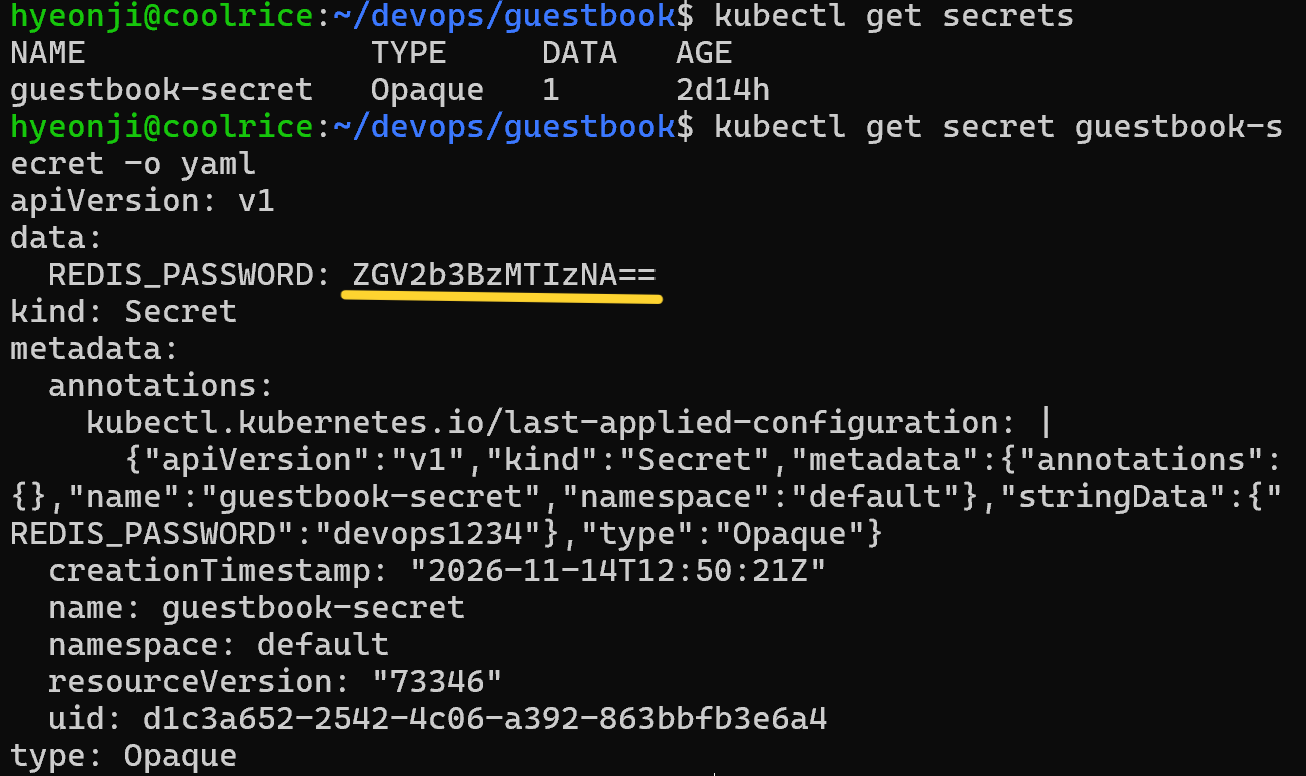 hyeonji@coolrice:~/devops/guestbook$ kubectl get secrets
NAME               TYPE     DATA   AGE
guestbook-secret   Opaque   1      2d14h
hyeonji@coolrice:~/devops/guestbook$ kubectl get secret guestbook-s
ecret -o yaml
apiVersion: v1
data:
  REDIS_PASSWORD: ZGV2b3BzMTIzNA==
kind: Secret
metadata:
  annotations:
    kubectl.kubernetes.io/last-applied-configuration: |
      {"apiVersion":"v1","kind":"Secret","metadata":{"annotations":
{},"name":"guestbook-secret","namespace":"default"},"stringData":{"
REDIS_PASSWORD":"devops1234"},"type":"Opaque"}
  creationTimestamp: "2026-11-14T12:50:21Z"
  name: guestbook-secret
  namespace: default
  resourceVersion: "73346"
  uid: d1c3a652-2542-4c06-a392-863bbfb3e6a4
type: Opaque